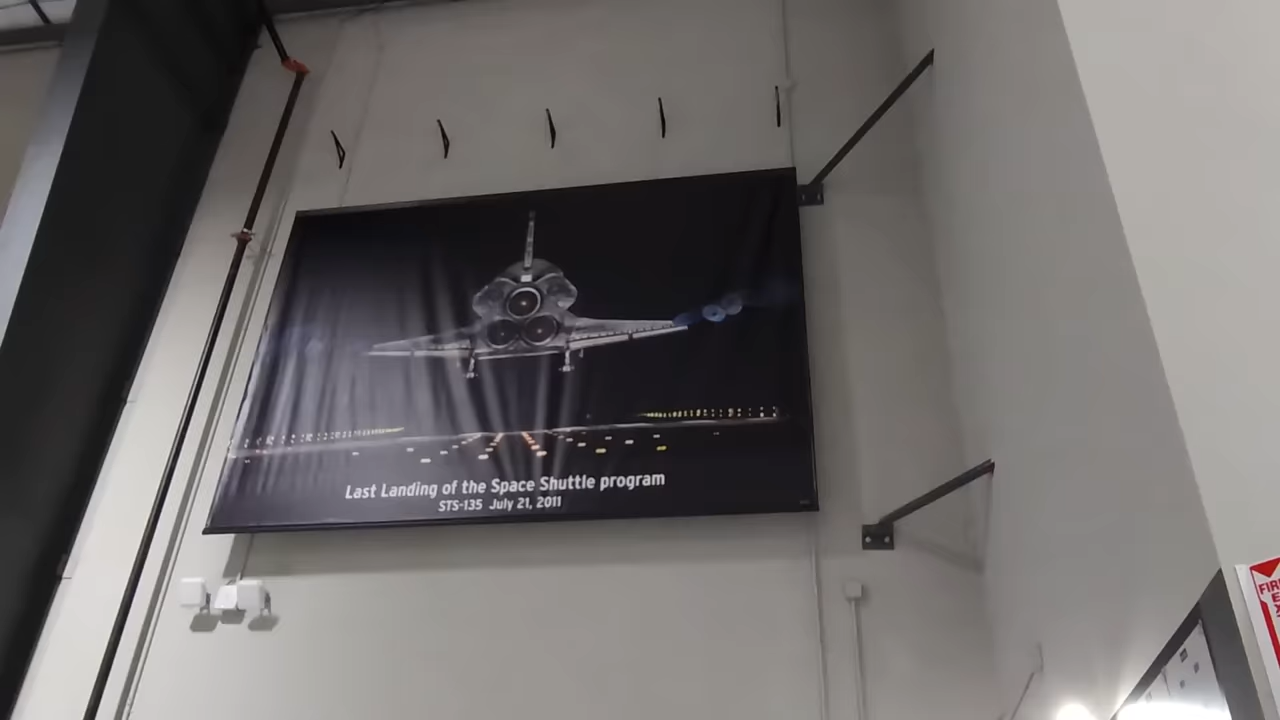 Last Landing of the Space Shuttle program
STS-135 July 21, 2011